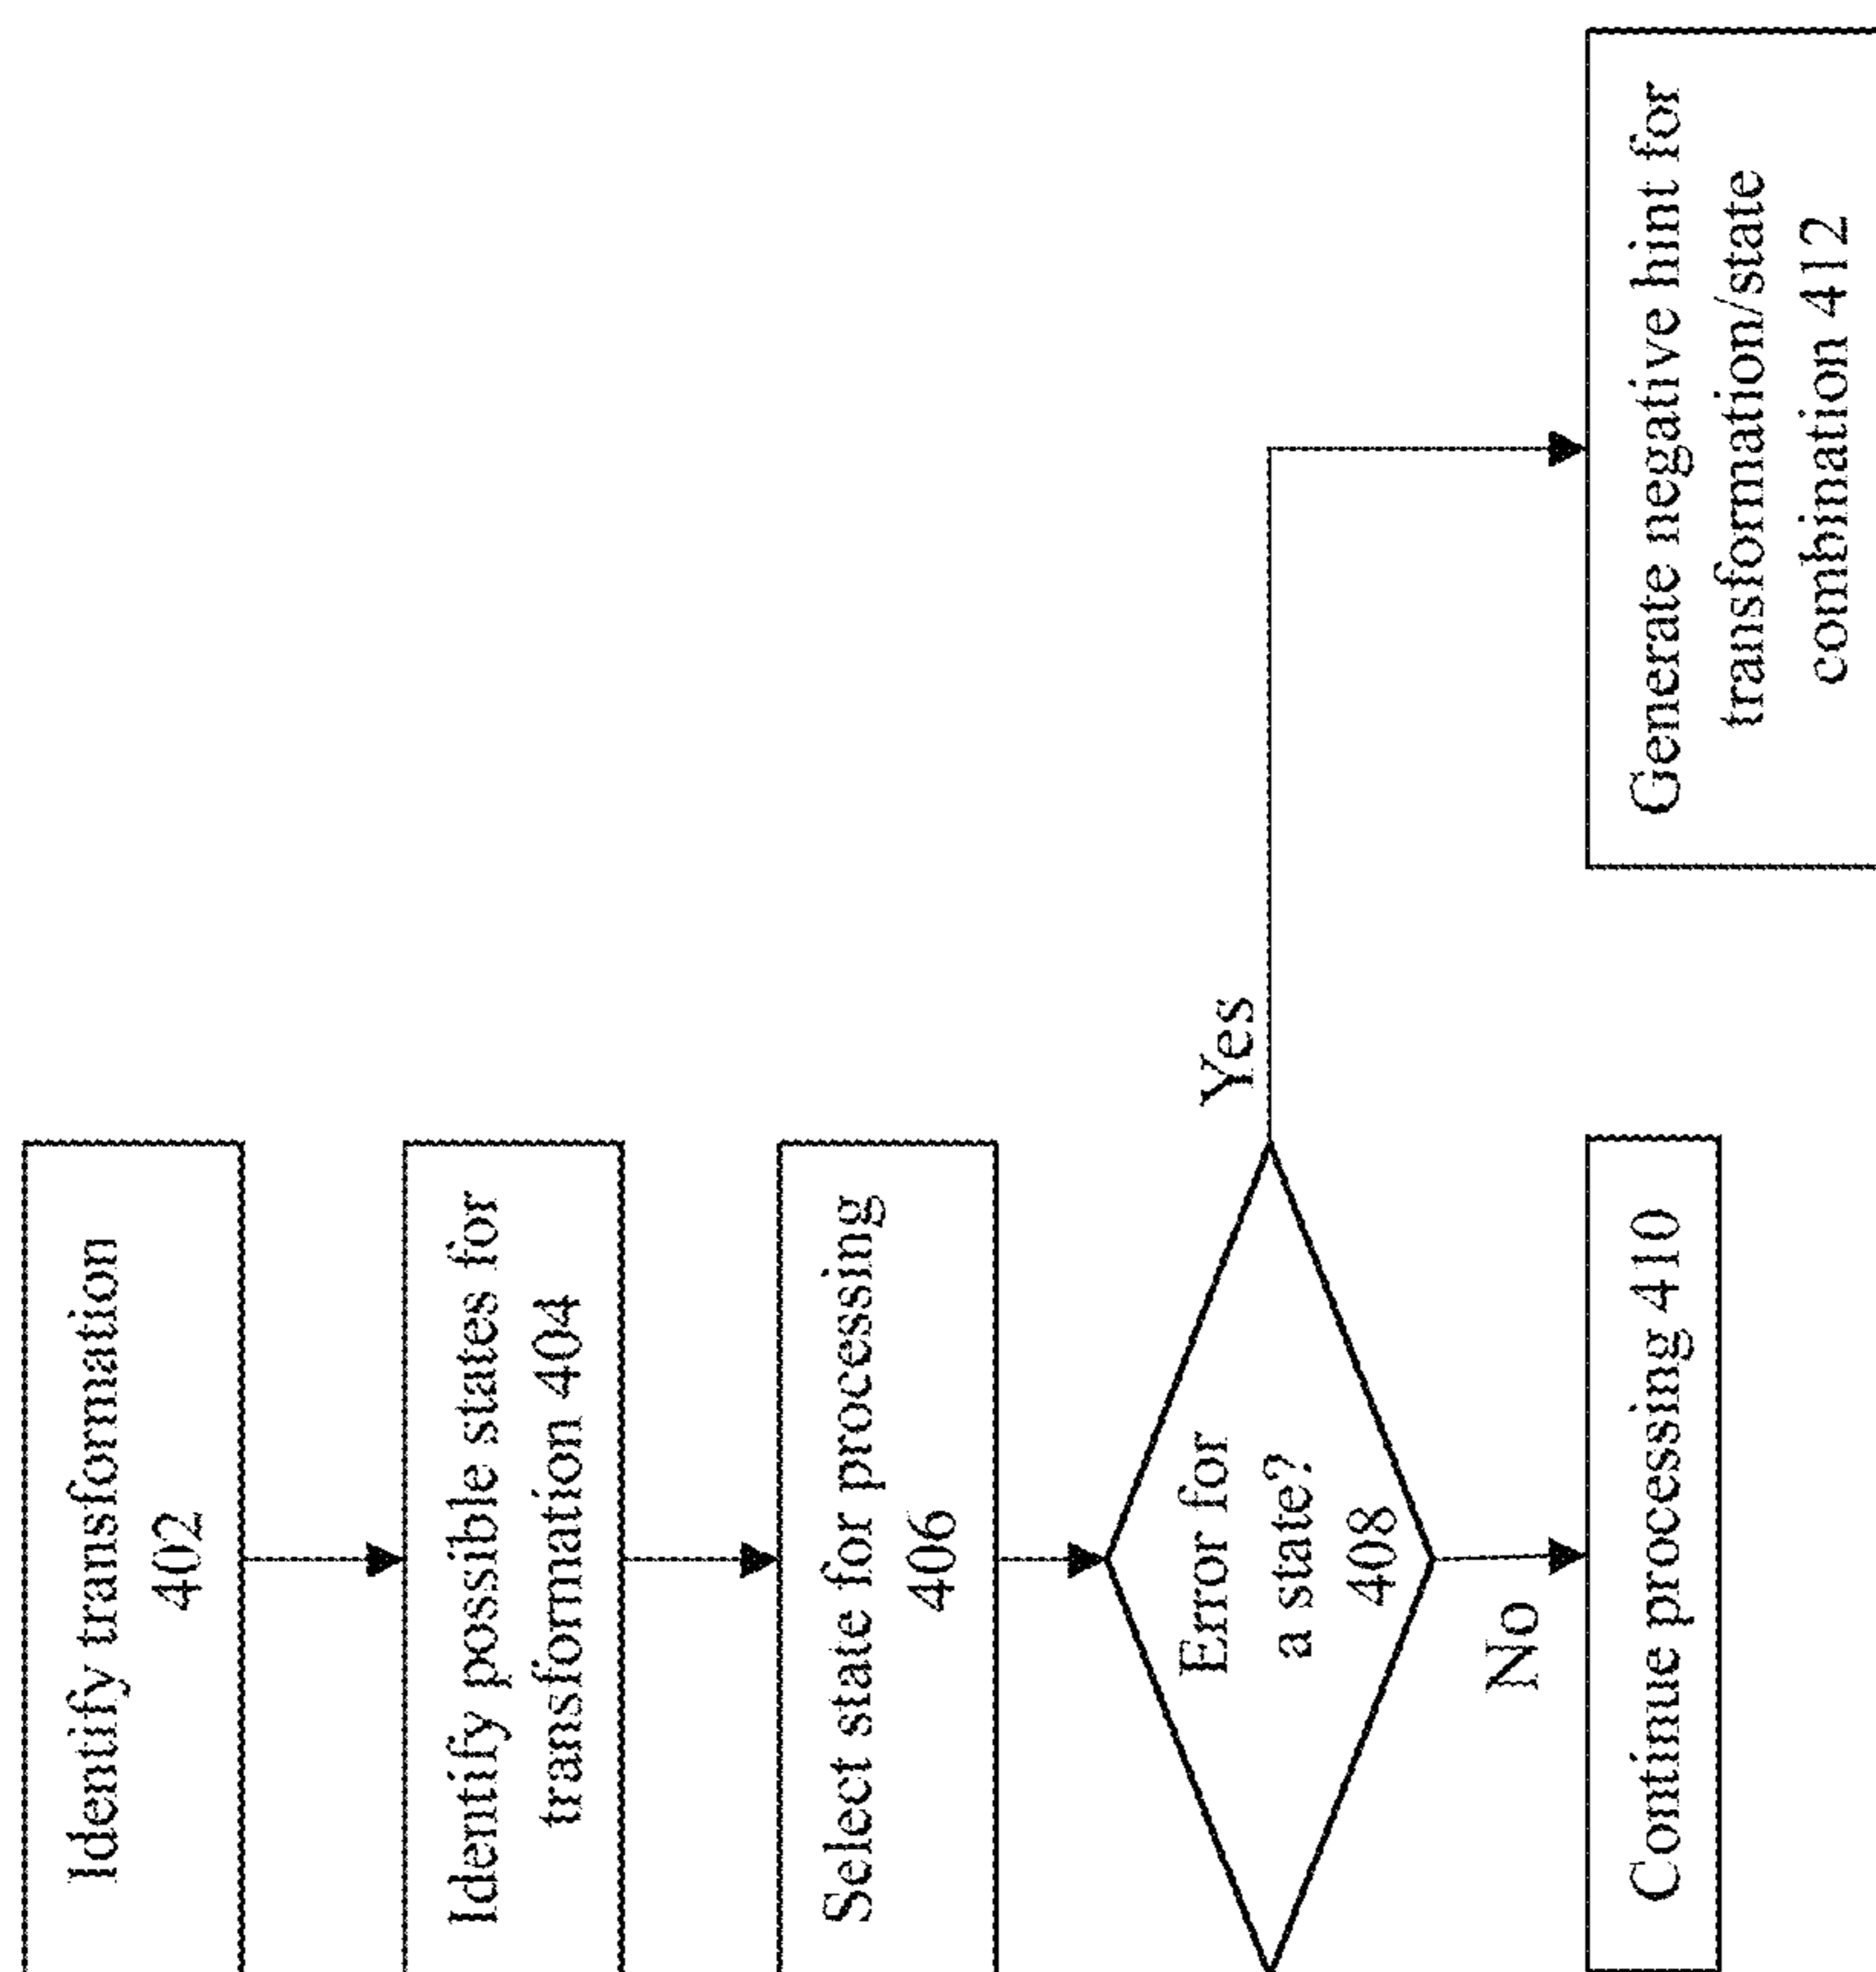 Identify transformation
402
Identify possible states for
transformation 404
Select state for processing
406
Error for
a state?
408
Yes
No
Continue processing 410
Generate negative hint for
transformation/state
combination 412